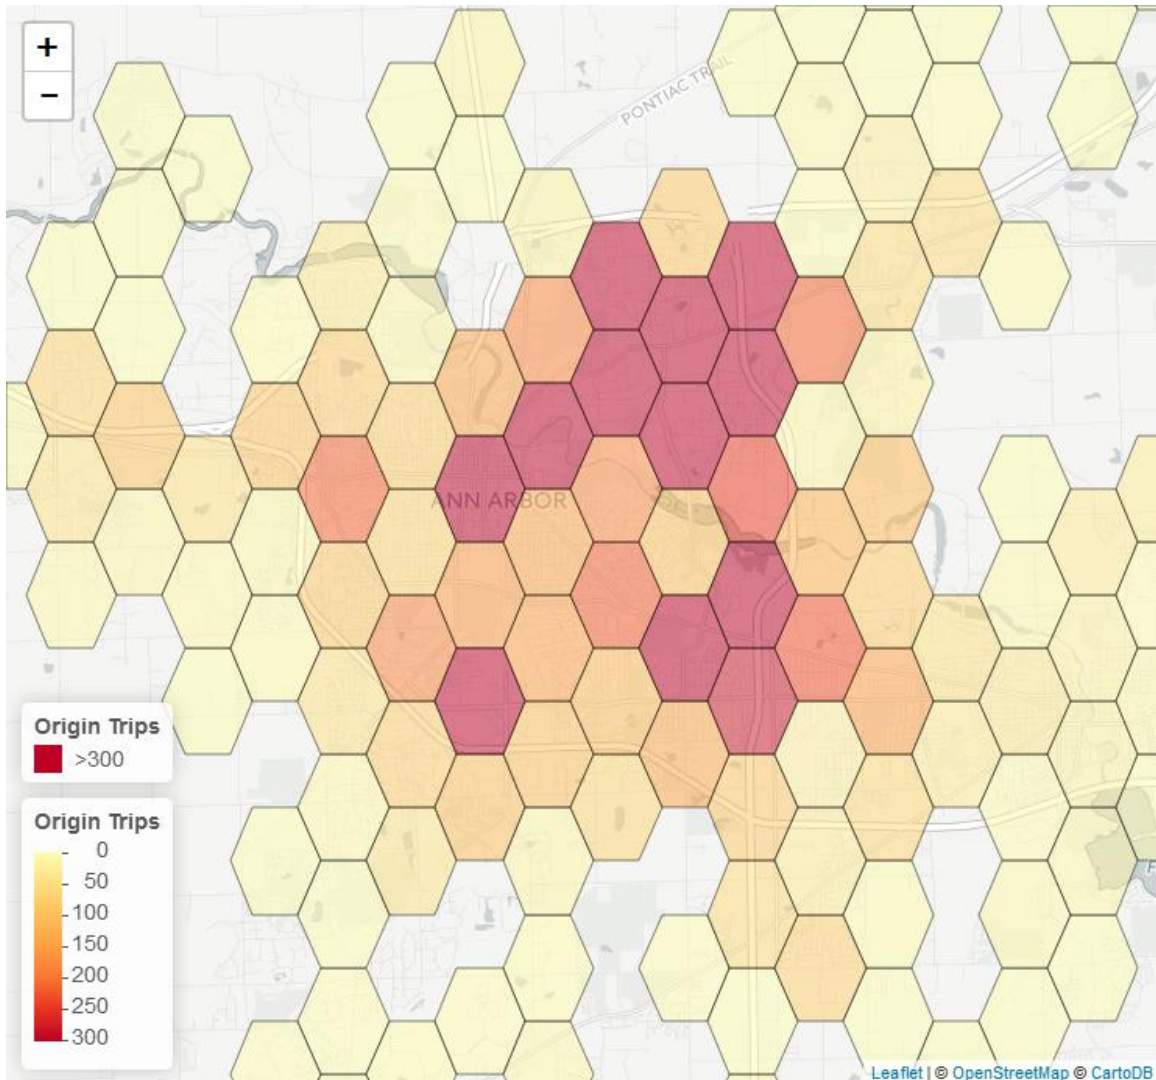 +
−
PONTIAC TRAIL
ANN ARBOR
Origin Trips
>300
Origin Trips
0
50
100
150
200
250
300
Leaflet | © OpenStreetMap © CartoDB